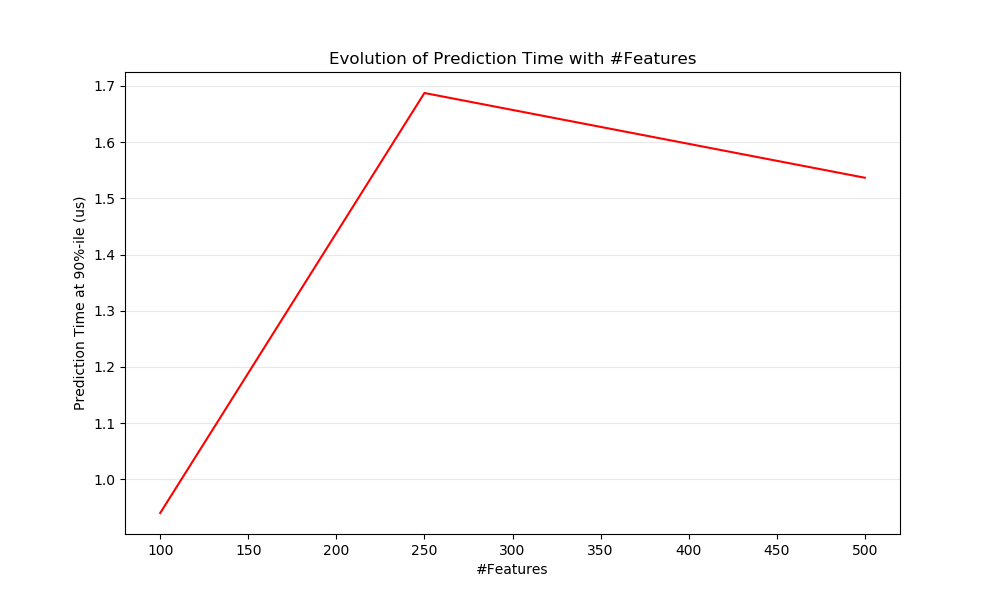 Evolution of Prediction Time with #Features
1.7
1.6
1.5
1.4
1.3
1.2
1.1
1.0
Prediction Time at 90%-ile (us)
100 150 200 250 300 350 400 450 500
#Features